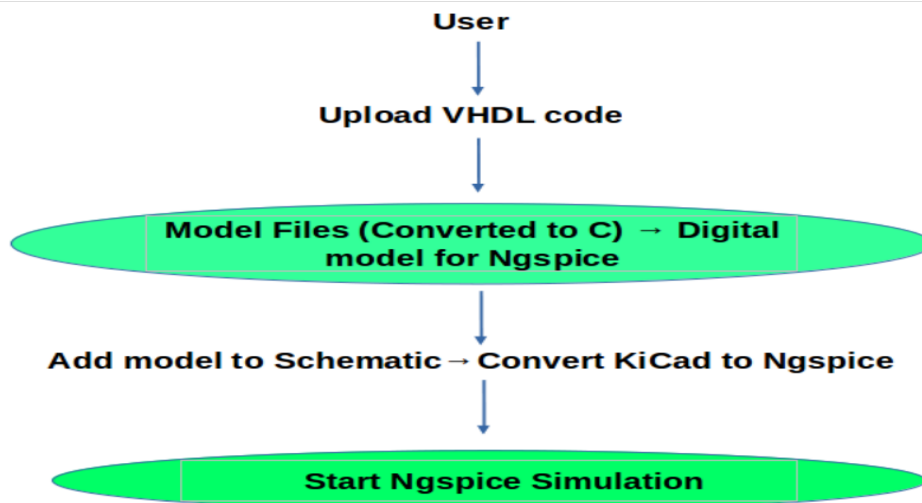 User
Upload VHDL code
Model Files (Converted to C) → Digital
model for Ngspice
Add model to Schematic→Convert KiCad to Ngspice
Start Ngspice Simulation